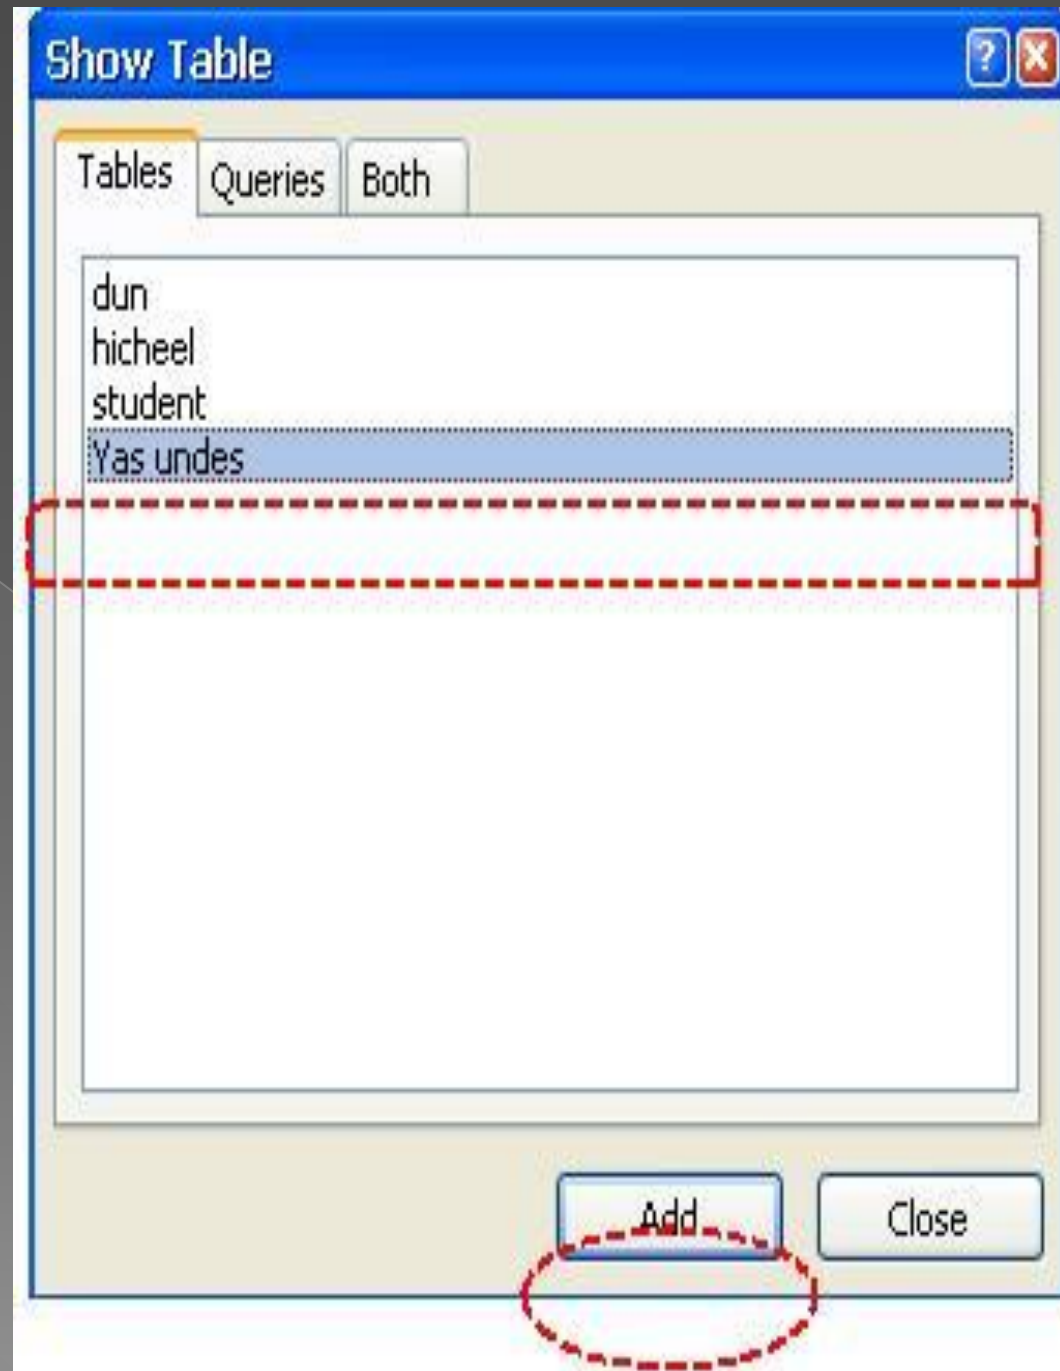 Show Table
Tables Queries Both
dun
hicheel
student
Yas undes
Add Close